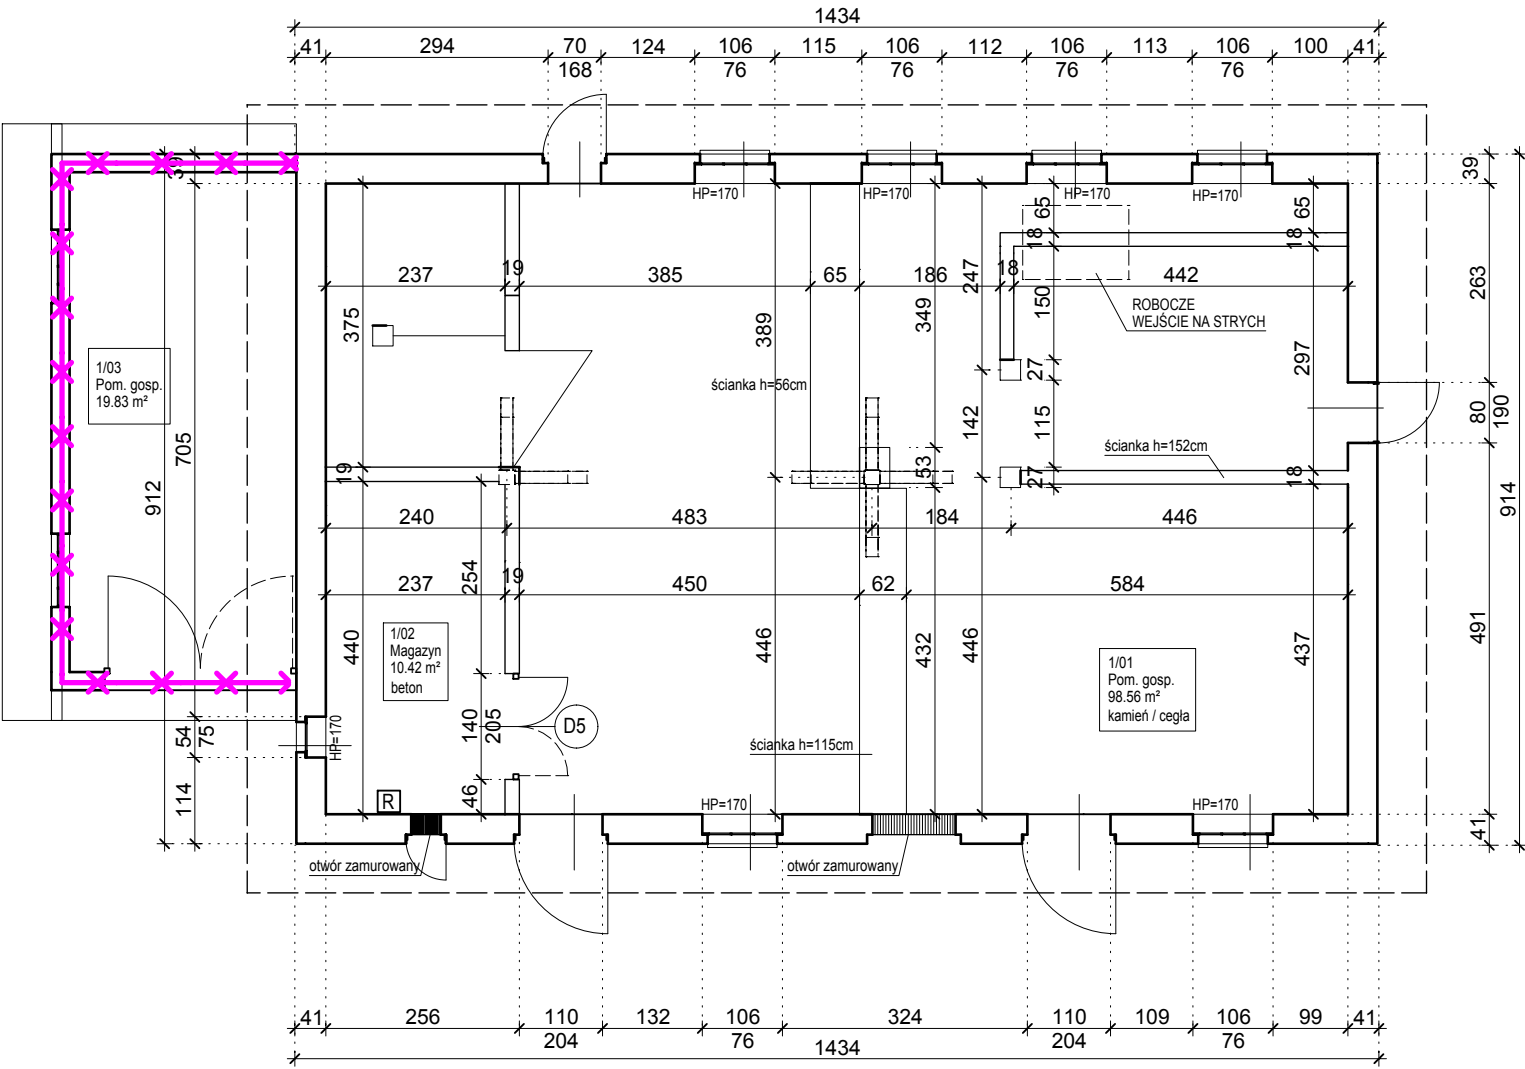 1434
41 294 70 124 106 115 106 112 106 113 106 100 41
168 76 76 76 76
39
39
HP=170
HP=170
HP=170
HP=170
65
65
18
18
237
19
385
65
186
247
18
442
263
375
389
349
150
ROBOCZE
WEJŚCIE NA STRYCH
1/03
Pom. gosp.
19.83 m²
ścianka h=56cm
27
297
705
142
115
80
190
ścianka h=152cm
19
53
27
18
912
914
240
483
184
446
254
237
19
450
62
584
440
1/02
Magazyn
10.42 m²
beton
446
432
446
437
491
1/01
Pom. gosp.
98.56 m²
kamień / cegła
54
75
HP=170
140
205
D5
ścianka h=115cm
114
R
46
HP=170
HP=170
41
otwór zamurowany
otwór zamurowany
41 256 110 132 106 324 110 109 106 99 41
204 76 204 76
1434